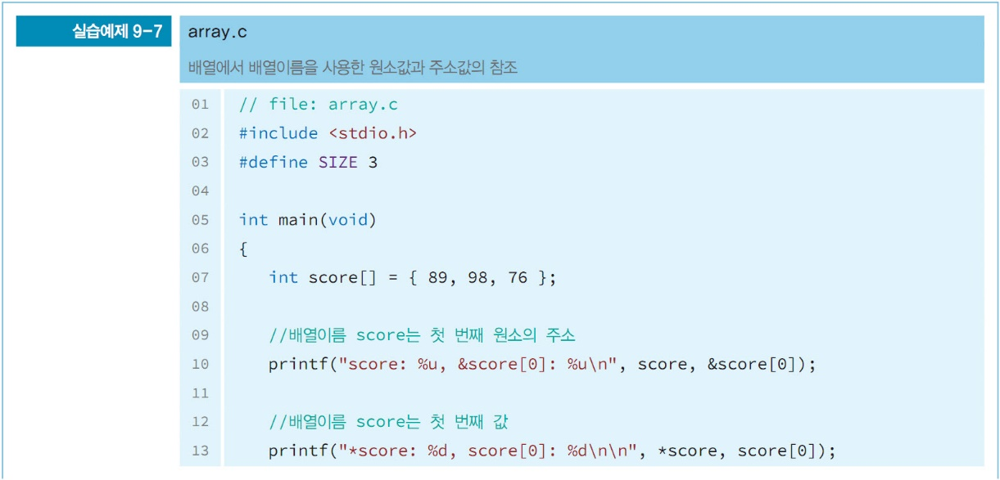 실습예제 9-7
array.c
배열에서 배열이름을 사용한 원소값과 주소값의 참조
01 // file: array.c
02 #include <stdio.h>
03 #define SIZE 3
04
05 int main(void)
06 {
07 int score[] = { 89, 98, 76 };
08
09 //배열이름 score는 첫 번째 원소의 주소
10 printf("score: %u, &score[0]: %u\n", score, &score[0]);
11
12 //배열이름 score는 첫 번째 값
13 printf("*score: %d, score[0]: %d\n\n", *score, score[0]);